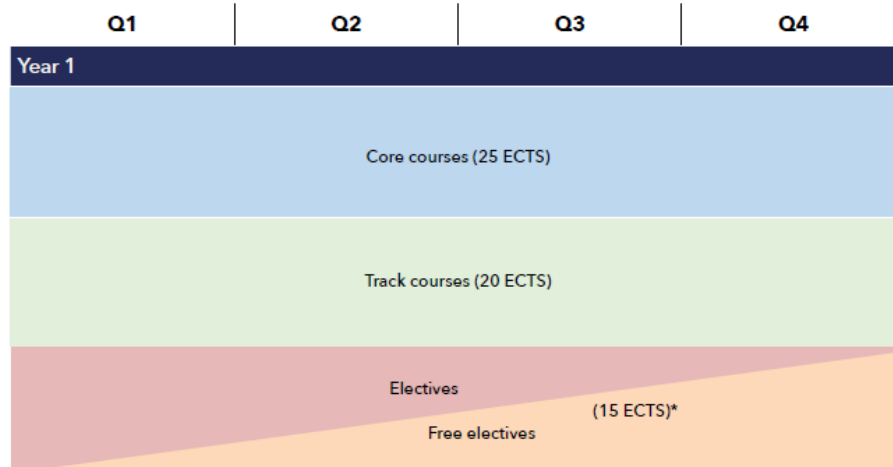 Q1 Q2 Q3 Q4
Year 1
Core courses (25 ECTS)
Track courses (20 ECTS)
Electives
(15 ECTS)*
Free electives